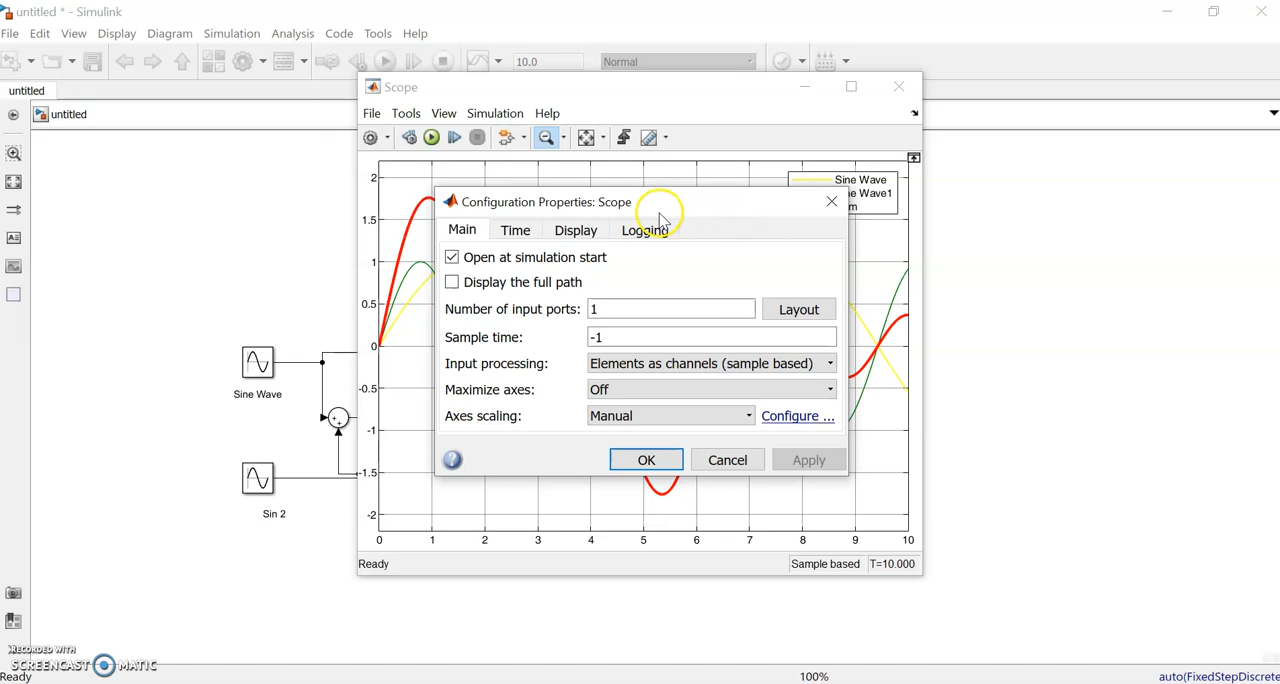 untitled * - Simulink
File Edit View Display Diagram Simulation Analysis Code Tools Help
10.0
Normal
untitled
untitled
Scope
File Tools View Simulation Help
Sine Wave
ne Wave1
m
Configuration Properties: Scope
Main Time Display Logging
Open at simulation start
Display the full path
Number of input ports: 1 Layout
Sample time: -1
Input processing: Elements as channels (sample based)
Maximize axes: Off
Axes scaling: Manual Configure ...
OK Cancel Apply
2
1.5
1
0.5
0
-0.5
-1
-1.5
-2
0 1 2 3 4 5 6 7 8 9 10
Ready Sample based T=10.000
Sine Wave
Sin 2
RECORDED WITH
SCREENCAST MATIC
Ready 100% auto(FixedStepDiscrete